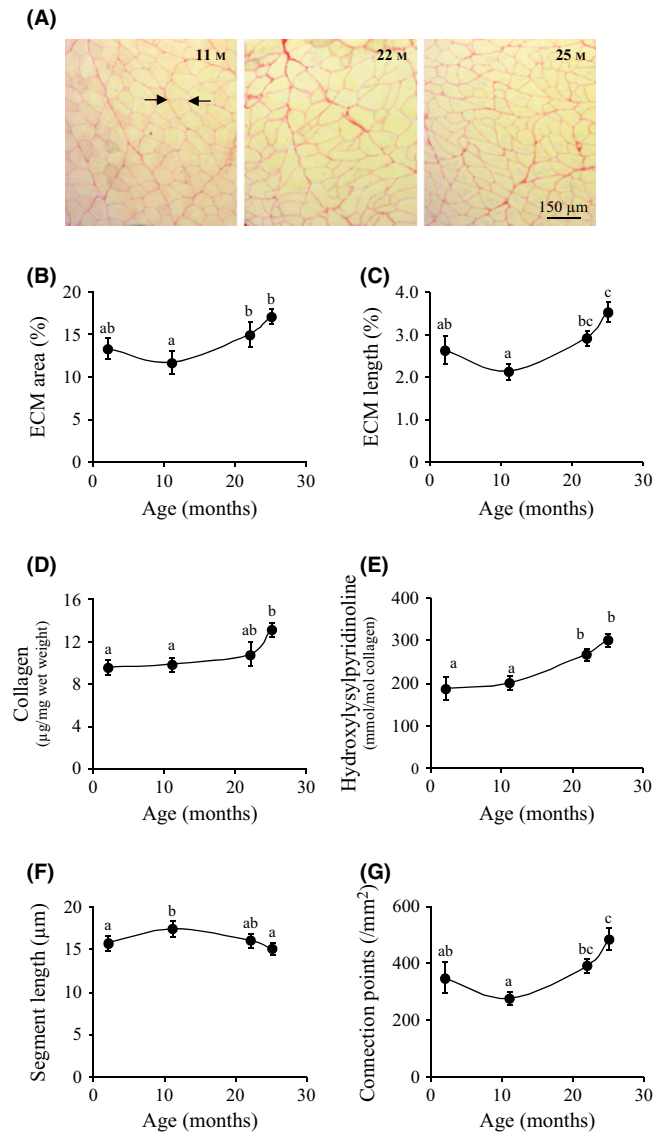 (A)
11 M
22 M
25 M
150 µm
(B)
20
15
10
5
0
ECM area (%)
ab
a
b
b
0 10 20 30
Age (months)
(C)
4.0
3.0
2.0
1.0
0
ECM length (%)
ab
a
bc
c
0 10 20 30
Age (months)
(D)
16
12
8
4
0
Collagen
(µg/mg wet weight)
a
a
ab
b
0 10 20 30
Age (months)
(E)
400
300
200
100
0
Hydroxylysylpyridinoline
(mmol/mol collagen)
a
a
b
b
0 10 20 30
Age (months)
(F)
20
15
10
5
0
Segment length (µm)
a
b
ab
a
0 10 20 30
Age (months)
(G)
600
400
200
0
Connection points (/mm²)
ab
a
bc
c
0 10 20 30
Age (months)